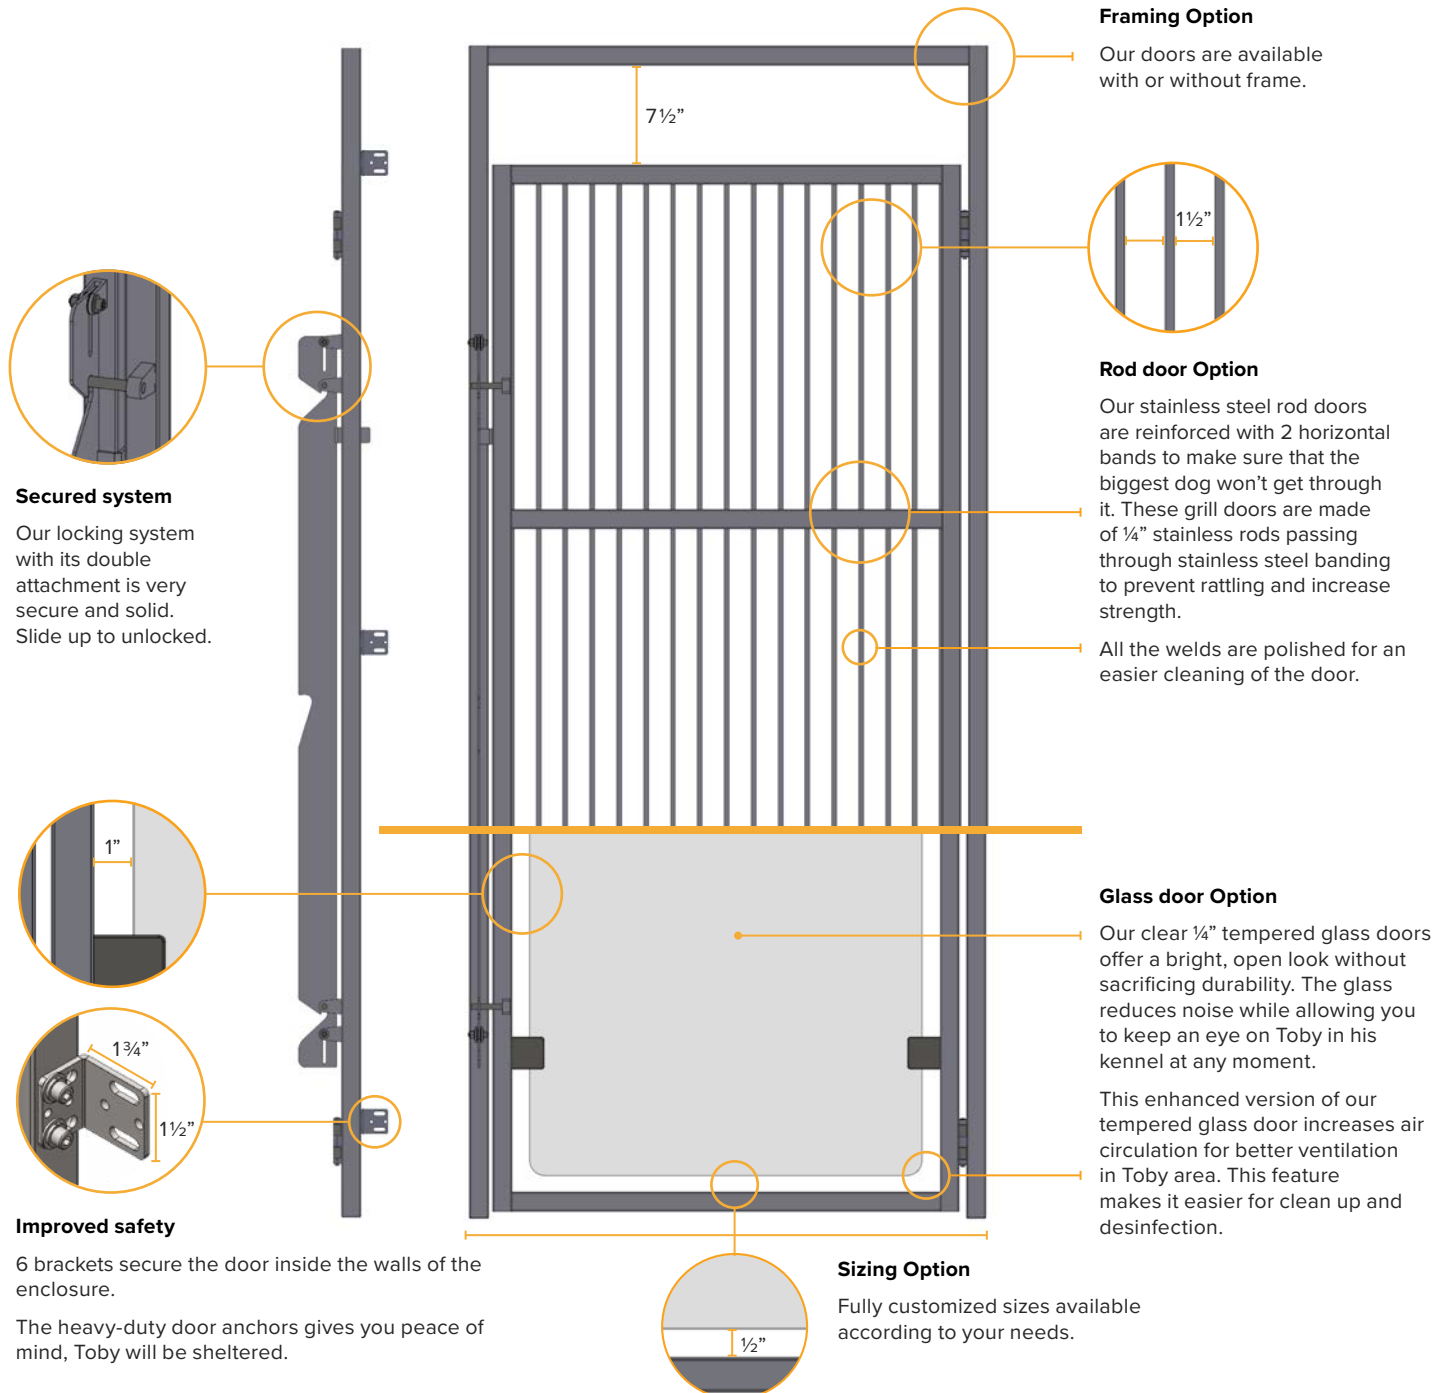 Framing Option
Our doors are available
with or without frame.
7½”
1½”
Rod door Option
Our stainless steel rod doors
are reinforced with 2 horizontal
bands to make sure that the
biggest dog won’t get through
it. These grill doors are made
of ¼” stainless rods passing
through stainless steel banding
to prevent rattling and increase
strength.
All the welds are polished for an
easier cleaning of the door.
Secured system
Our locking system
with its double
attachment is very
secure and solid.
Slide up to unlocked.
1”
Glass door Option
Our clear ¼” tempered glass doors
offer a bright, open look without
sacrificing durability. The glass
reduces noise while allowing you
to keep an eye on Toby in his
kennel at any moment.
This enhanced version of our
tempered glass door increases air
circulation for better ventilation
in Toby area. This feature
makes it easier for clean up and
desinfection.
1¾”
1½”
Improved safety
6 brackets secure the door inside the walls of the
enclosure.
The heavy-duty door anchors gives you peace of
mind, Toby will be sheltered.
½”
Sizing Option
Fully customized sizes available
according to your needs.